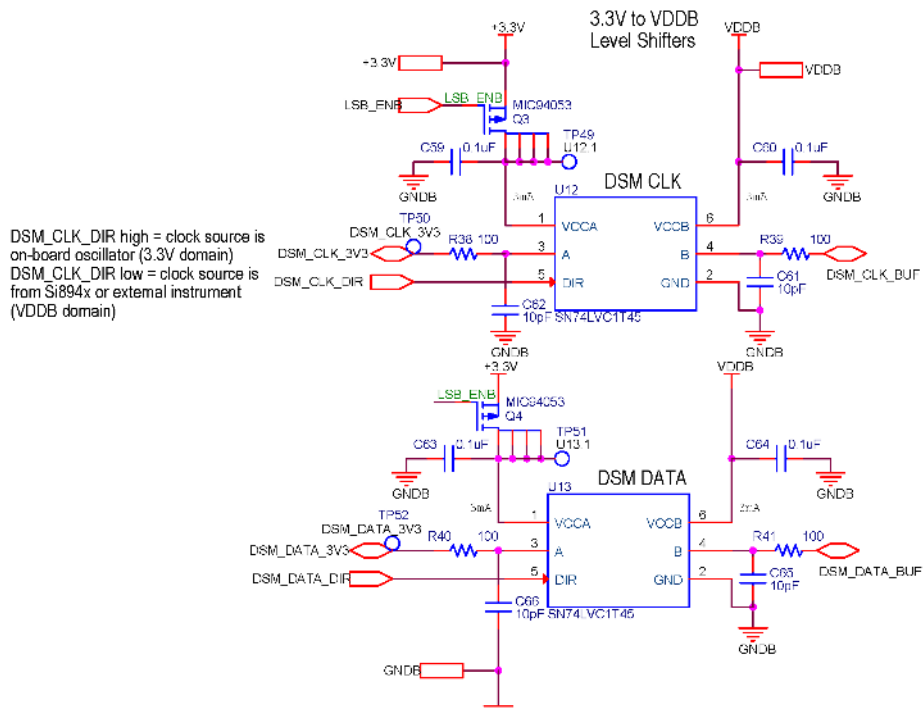 3.3V to VDDB
Level Shifters
+3.3V
VDDB
+3.3V
VDDB
LSB_ENB
LSB_ENB
MIC94053
Q3
TP49
U12.1
C59
0.1uF
C60
0.1uF
GNDB
GNDB
3mA
3mA
U12
DSM CLK
1
VCCA
VCCB
6
TP50
DSM_CLK_3V3
DSM_CLK_3V3
R38
100
3
A
B
4
R39
100
DSM_CLK_BUF
DSM_CLK_DIR
5
DIR
GND
2
C61
10pF
C62
10pF
SN74LVC1T45
GNDB
GNDB
DSM_CLK_DIR high = clock source is
on-board oscillator (3.3V domain)
DSM_CLK_DIR low = clock source is
from Si894x or external instrument
(VDDB domain)
+3.3V
VDDB
LSB_ENB
MIC94053
Q4
TP51
U13.1
C63
0.1uF
C64
0.1uF
GNDB
GNDB
U13
DSM DATA
1
VCCA
VCCB
6
2mA
TP52
DSM_DATA_3V3
DSM_DATA_3V3
R40
100
3
A
B
4
R41
100
DSM_DATA_BUF
DSM_DATA_DIR
5
DIR
GND
2
C65
10pF
C66
10pF
SN74LVC1T45
GNDB
GNDB